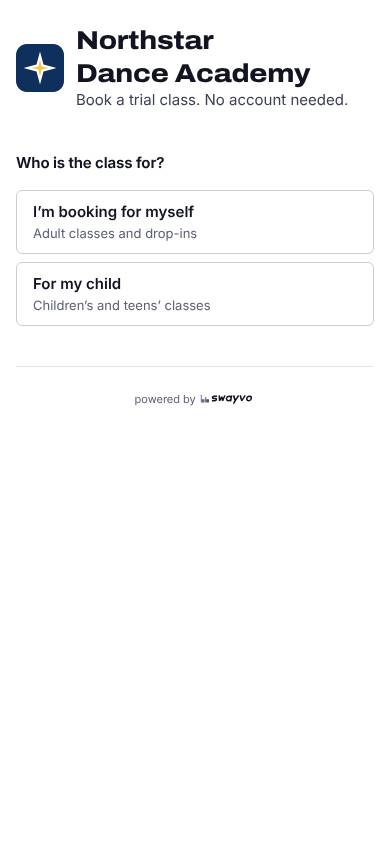 Northstar
Dance Academy
Book a trial class. No account needed.
Who is the class for?
I’m booking for myself
Adult classes and drop-ins
For my child
Children’s and teens’ classes
powered by swayvo